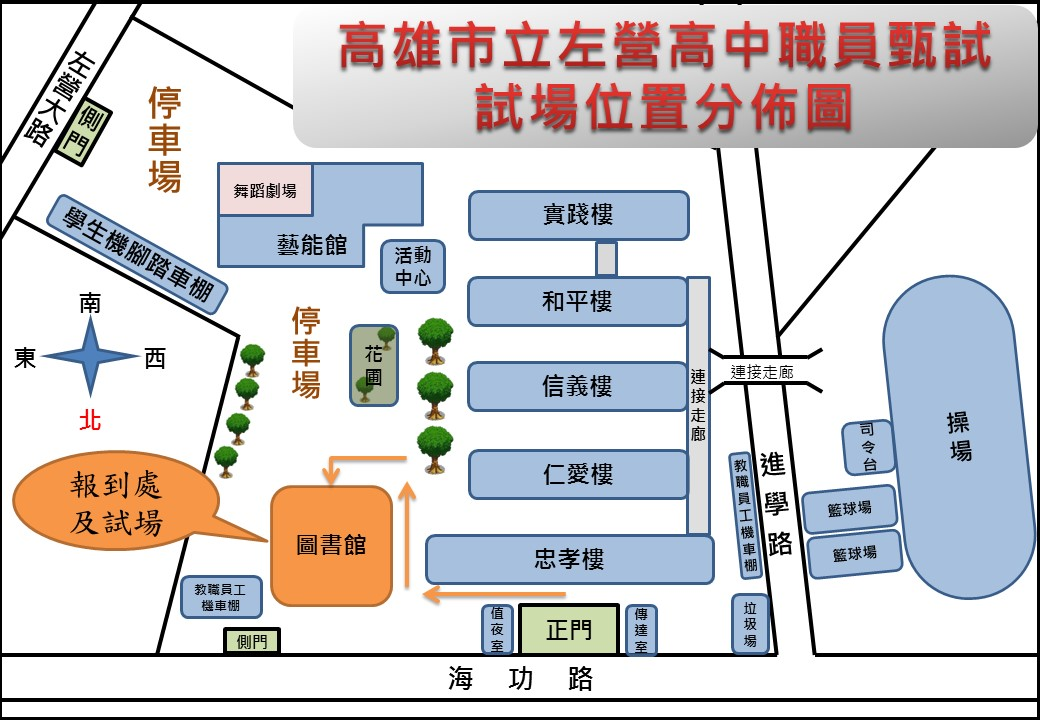 高雄市立左營高中職員甄試
試場位置分佈圖
左營大路
側門
停車場
學生機腳踏車棚
舞蹈劇場
藝能館
活動
中心
實踐樓
和平樓
信義樓
仁愛樓
忠孝樓
連接走廊
連接走廊
南
東
西
北
停車場
花圃
報到處
及試場
圖書館
教職員工
機車棚
側門
值夜室
正門
傳達室
教職員工機車棚
進學路
垃圾場
司令台
籃球場
籃球場
操場
海功路